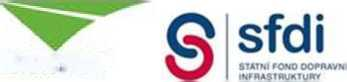 sfdi
STÁTNÍ FOND DOPRAVNÍ
INFRASTRUKTURY